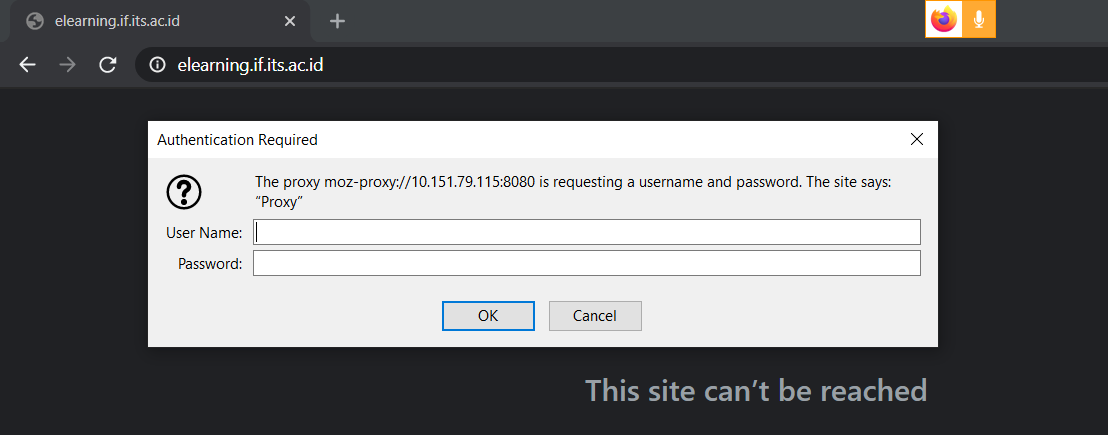 elearning.if.its.ac.id
elearning.if.its.ac.id
Authentication Required
The proxy moz-proxy://10.151.79.115:8080 is requesting a username and password. The site says:
“Proxy”
User Name:
Password:
OK Cancel
This site can’t be reached